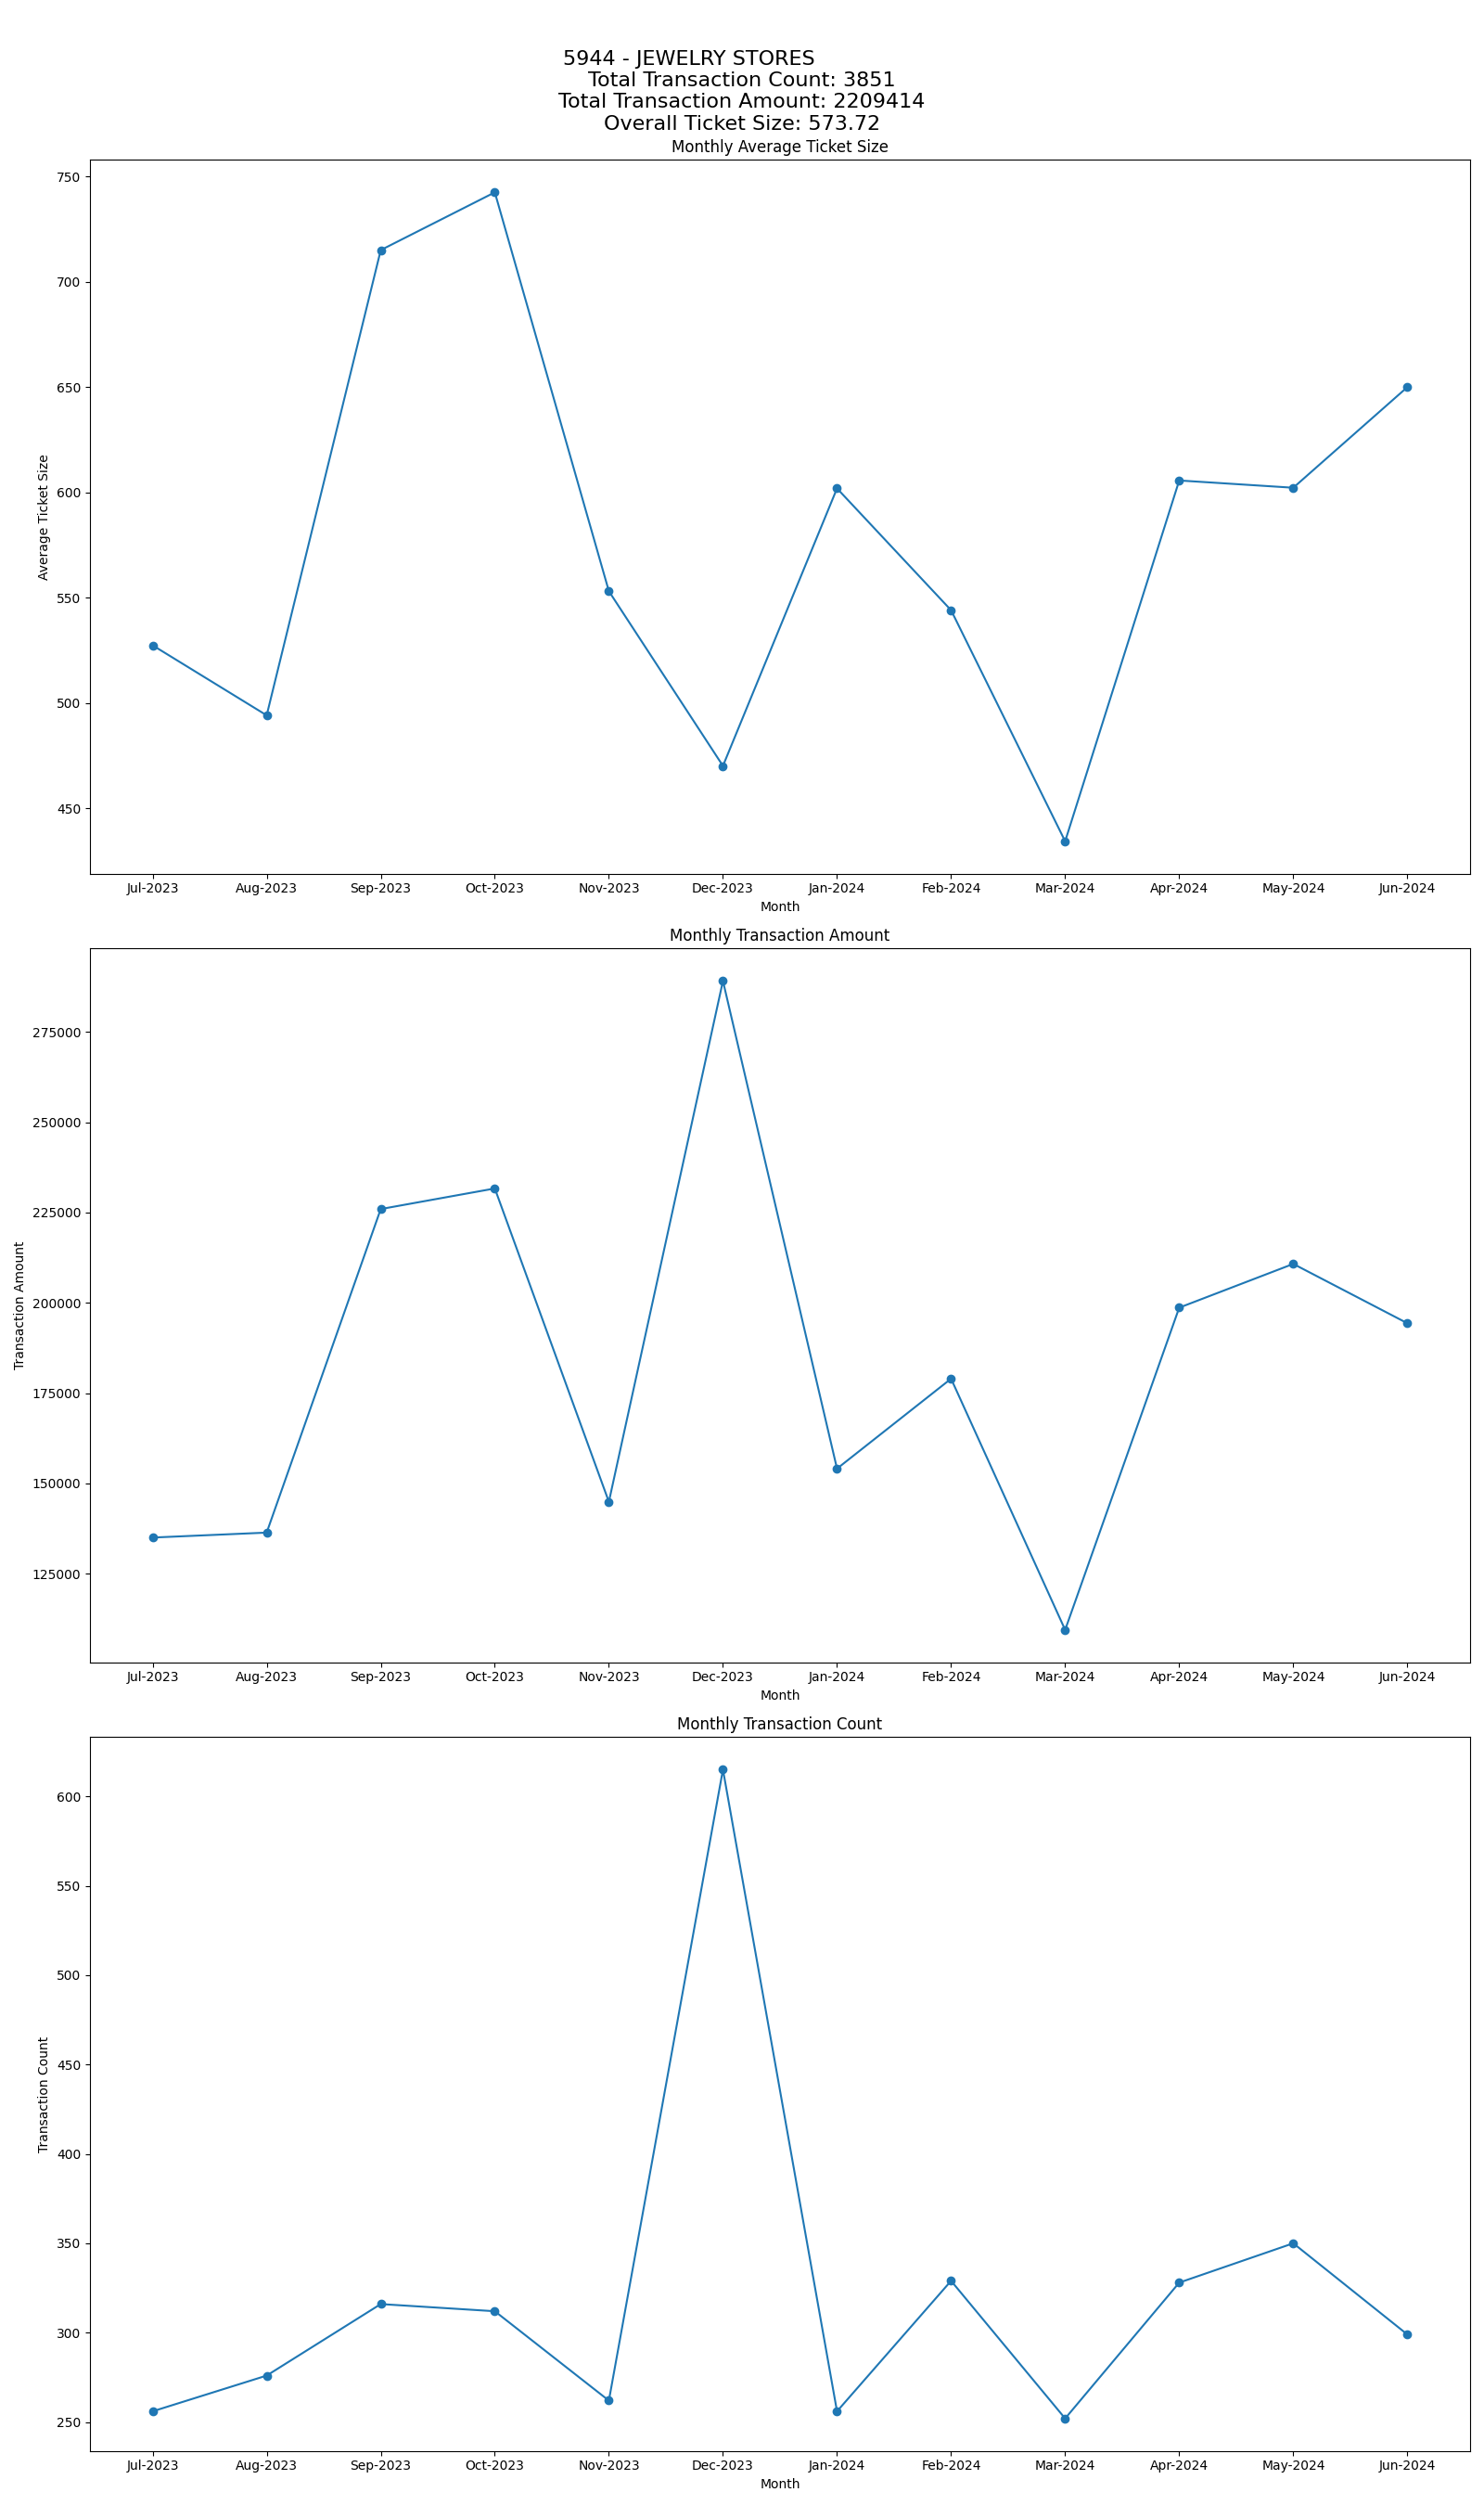 5944 - JEWELRY STORES
Total Transaction Count: 3851
Total Transaction Amount: 2209414
Overall Ticket Size: 573.72
Monthly Average Ticket Size
750
700
650
600
550
500
450
Average Ticket Size
Jul-2023 Aug-2023 Sep-2023 Oct-2023 Nov-2023 Dec-2023 Jan-2024 Feb-2024 Mar-2024 Apr-2024 May-2024 Jun-2024
Month
Monthly Transaction Amount
275000
250000
225000
200000
175000
150000
125000
Transaction Amount
Jul-2023 Aug-2023 Sep-2023 Oct-2023 Nov-2023 Dec-2023 Jan-2024 Feb-2024 Mar-2024 Apr-2024 May-2024 Jun-2024
Month
Monthly Transaction Count
600
550
500
450
400
350
300
250
Transaction Count
Jul-2023 Aug-2023 Sep-2023 Oct-2023 Nov-2023 Dec-2023 Jan-2024 Feb-2024 Mar-2024 Apr-2024 May-2024 Jun-2024
Month